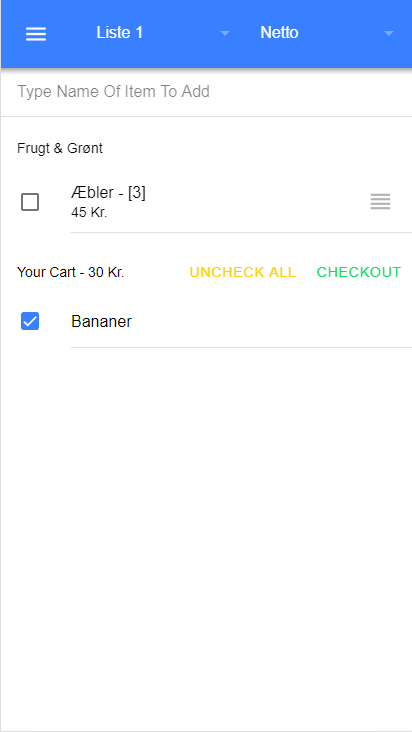 Liste 1 Netto
Type Name Of Item To Add
Frugt & Grønt
Æbler - [3]
45 Kr.
Your Cart - 30 Kr. UNCHECK ALL CHECKOUT
Bananer